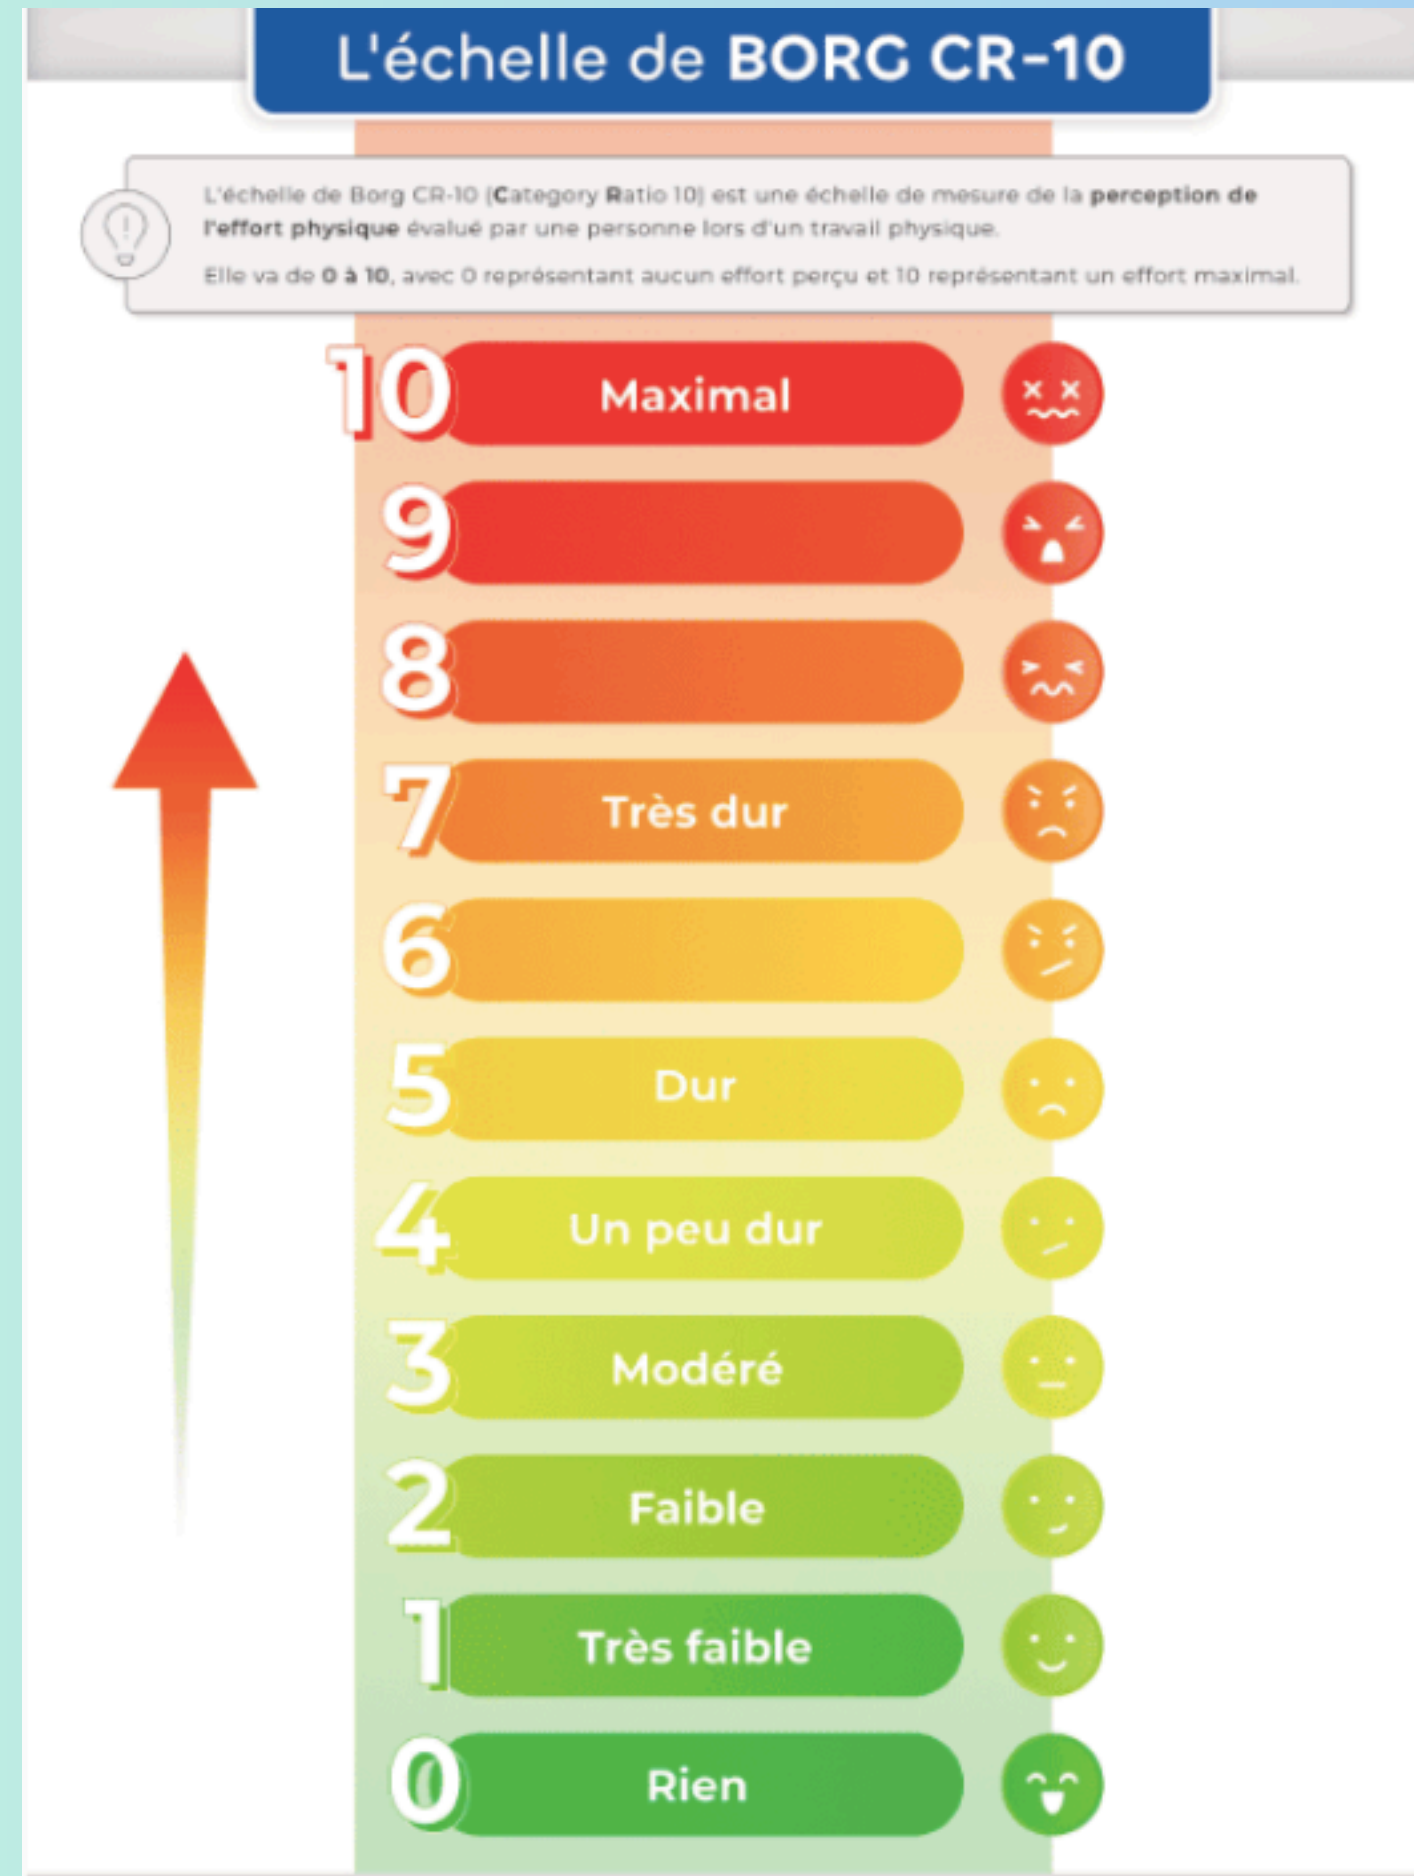 L'échelle de BORG CR-10
L'échelle de Borg CR-10 (Category Ratio 10) est une échelle de mesure de la perception de
l'effort physique évalué par une personne lors d'un travail physique.
Elle va de 0 à 10, avec 0 représentant aucun effort perçu et 10 représentant un effort maximal.
10 Maximal
9
8
7 Très dur
6
5 Dur
4 Un peu dur
3 Modéré
2 Faible
1 Très faible
0 Rien